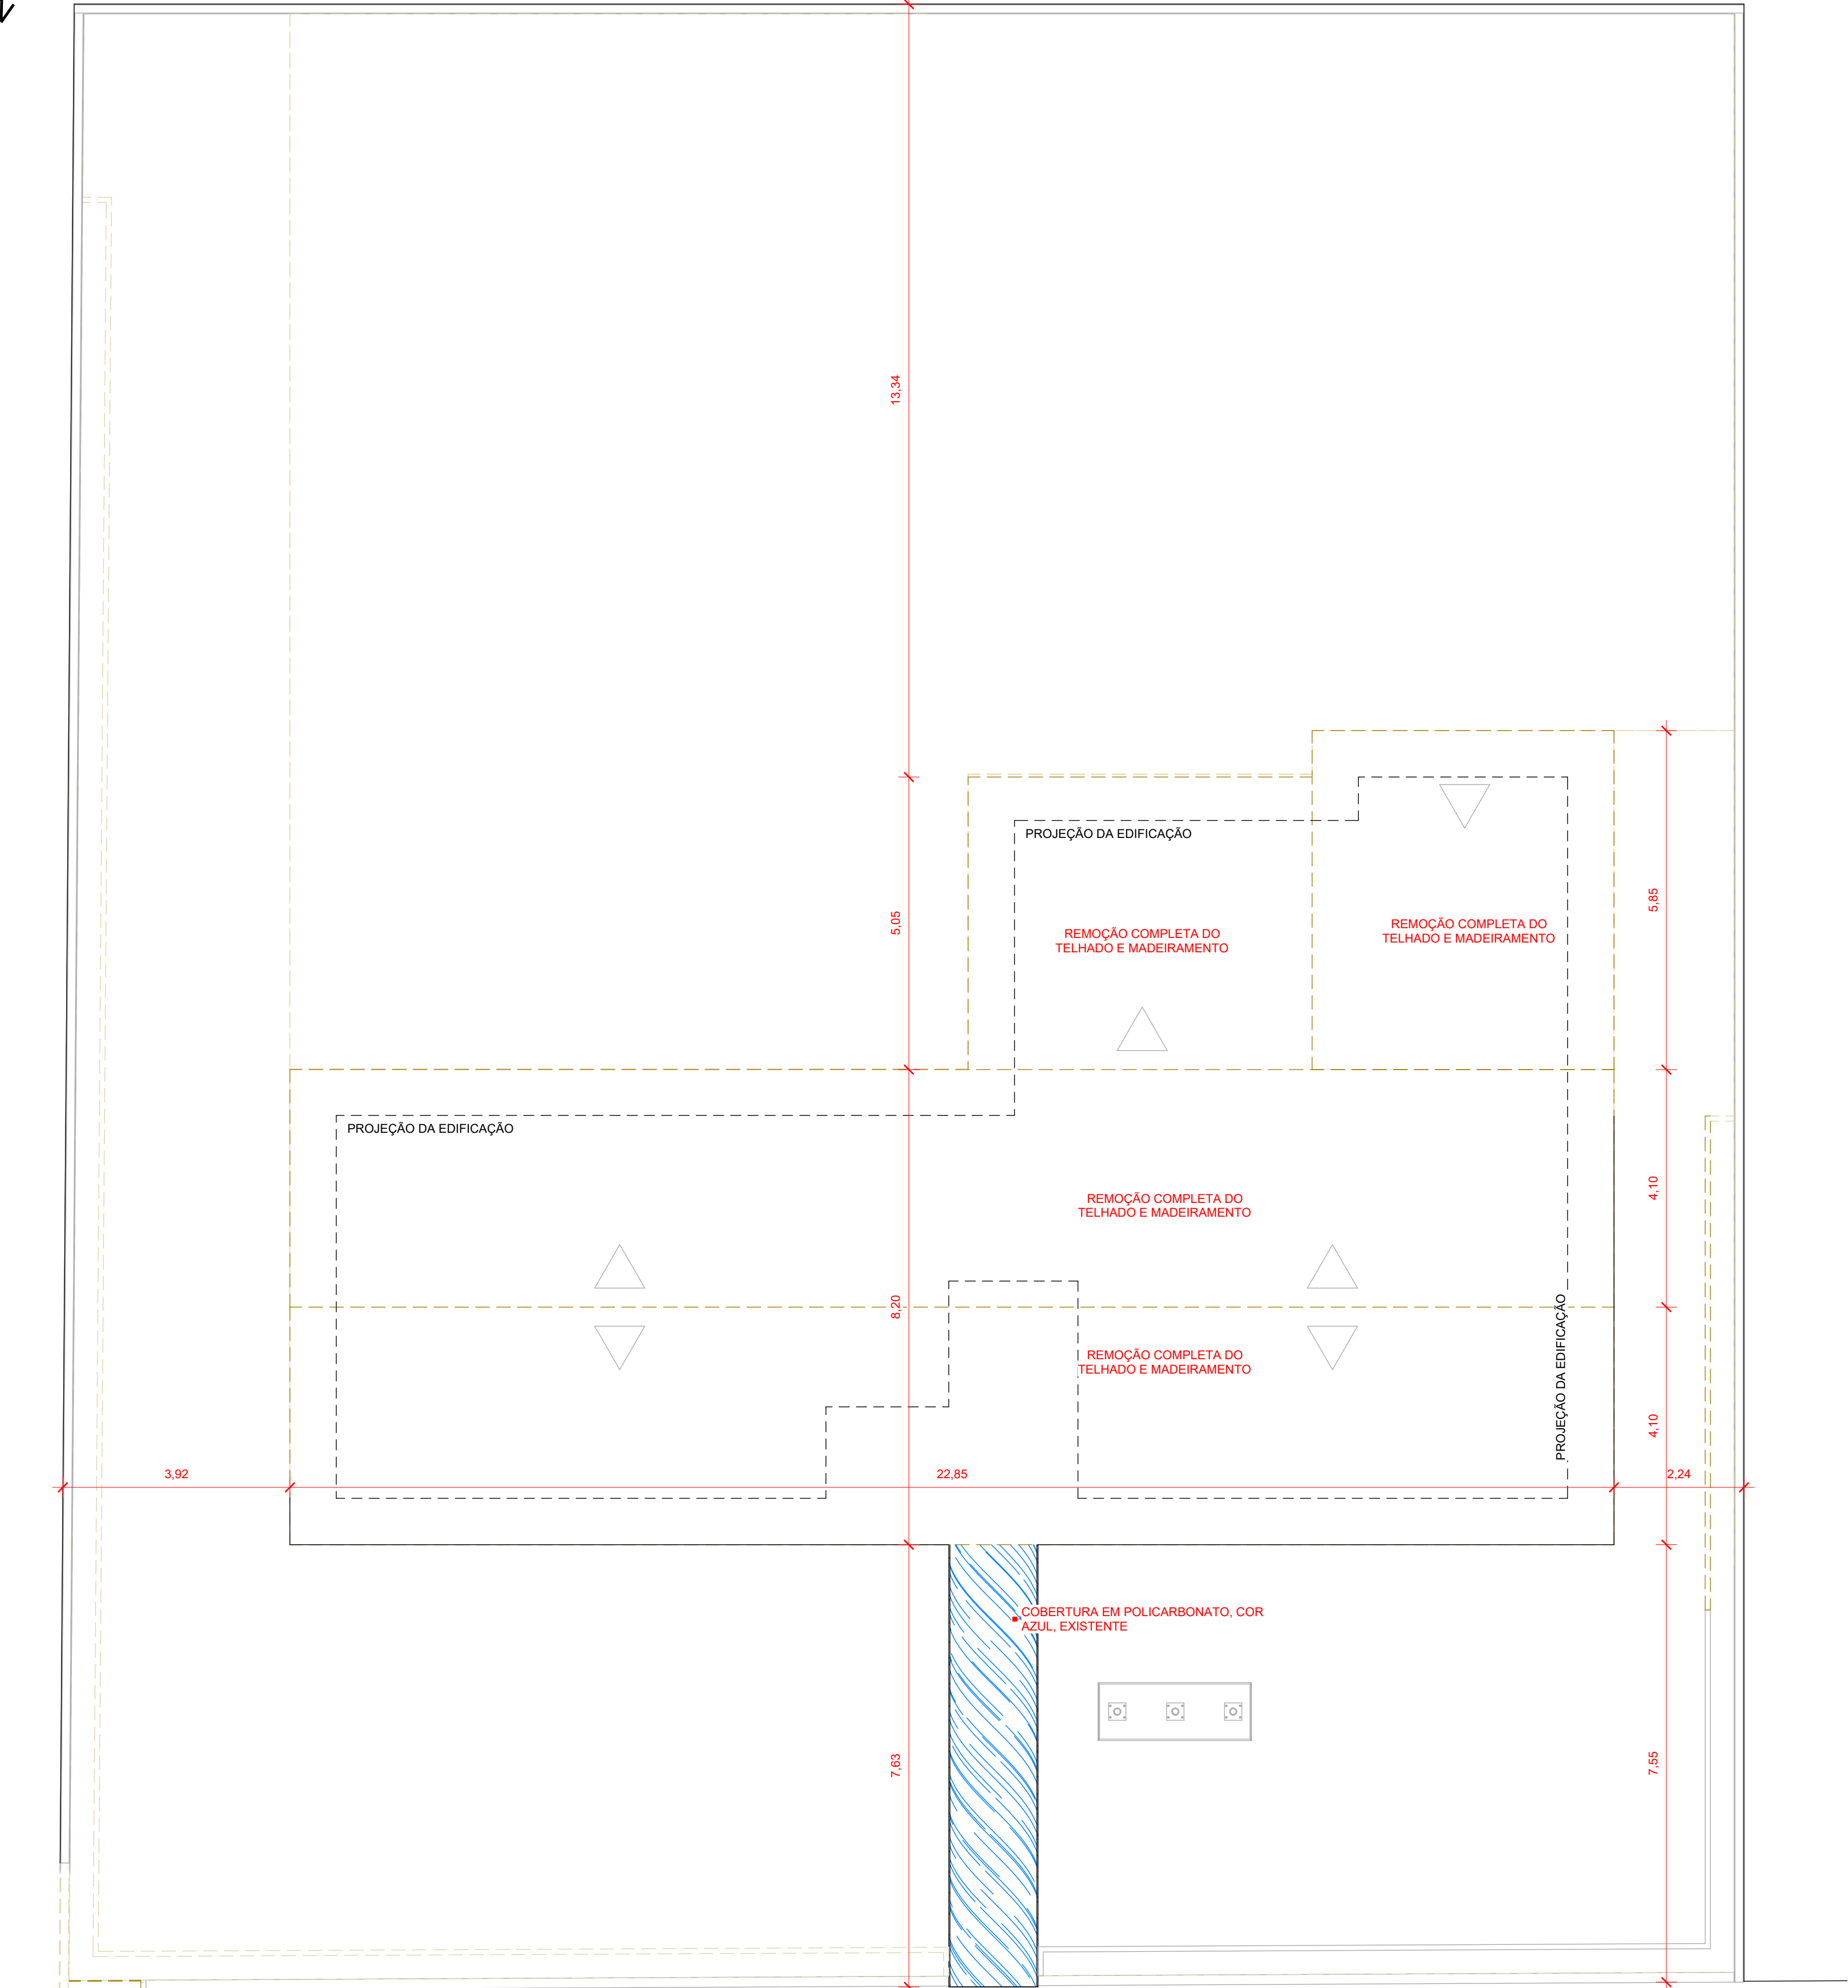 13,34
PROJEÇÃO DA EDIFICAÇÃO
5,85
5,05
REMOÇÃO COMPLETA DO
TELHADO E MADEIRAMENTO
REMOÇÃO COMPLETA DO
TELHADO E MADEIRAMENTO
PROJEÇÃO DA EDIFICAÇÃO
4,10
REMOÇÃO COMPLETA DO
TELHADO E MADEIRAMENTO
8,20
REMOÇÃO COMPLETA DO
TELHADO E MADEIRAMENTO
PROJEÇÃO DA EDIFICAÇÃO
4,10
3,92
22,85
2,24
COBERTURA EM POLICARBONATO, COR
AZUL, EXISTENTE
7,63
7,55